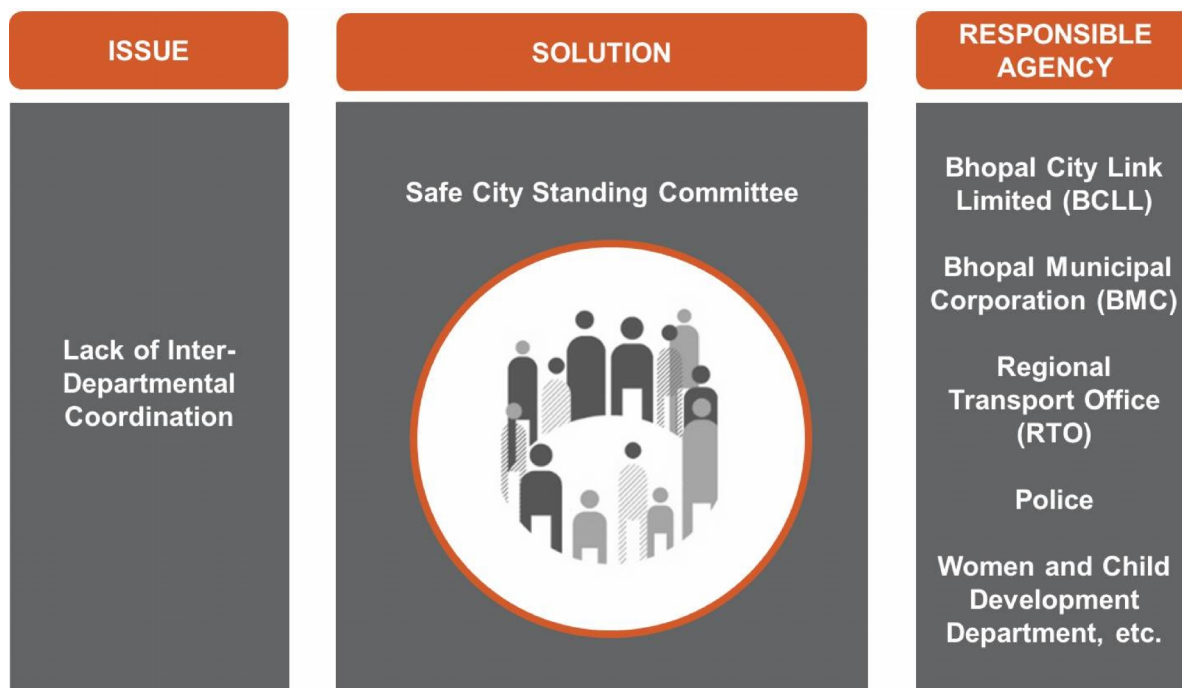 ISSUE
Lack of Inter-
Departmental
Coordination
SOLUTION
Safe City Standing Committee
RESPONSIBLE
AGENCY
Bhopal City Link
Limited (BCLL)
Bhopal Municipal
Corporation (BMC)
Regional
Transport Office
(RTO)
Police
Women and Child
Development
Department, etc.